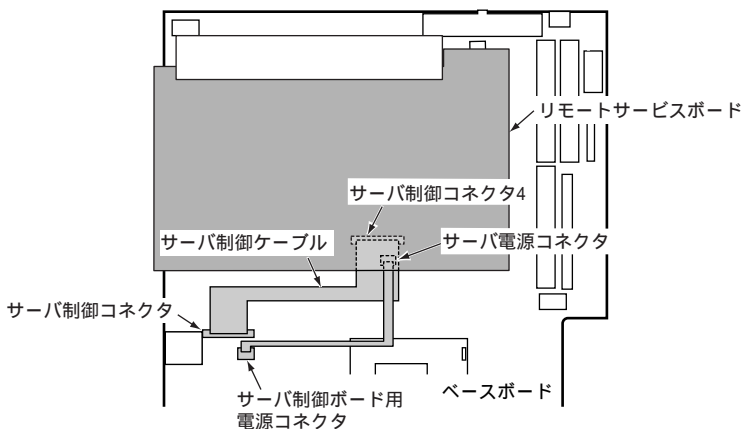 リモートサービスボード
サーバ制御コネクタ4
サーバ制御ケーブル
サーバ電源コネクタ
サーバ制御コネクタ
ベースボード
サーバ制御ボード用
電源コネクタ